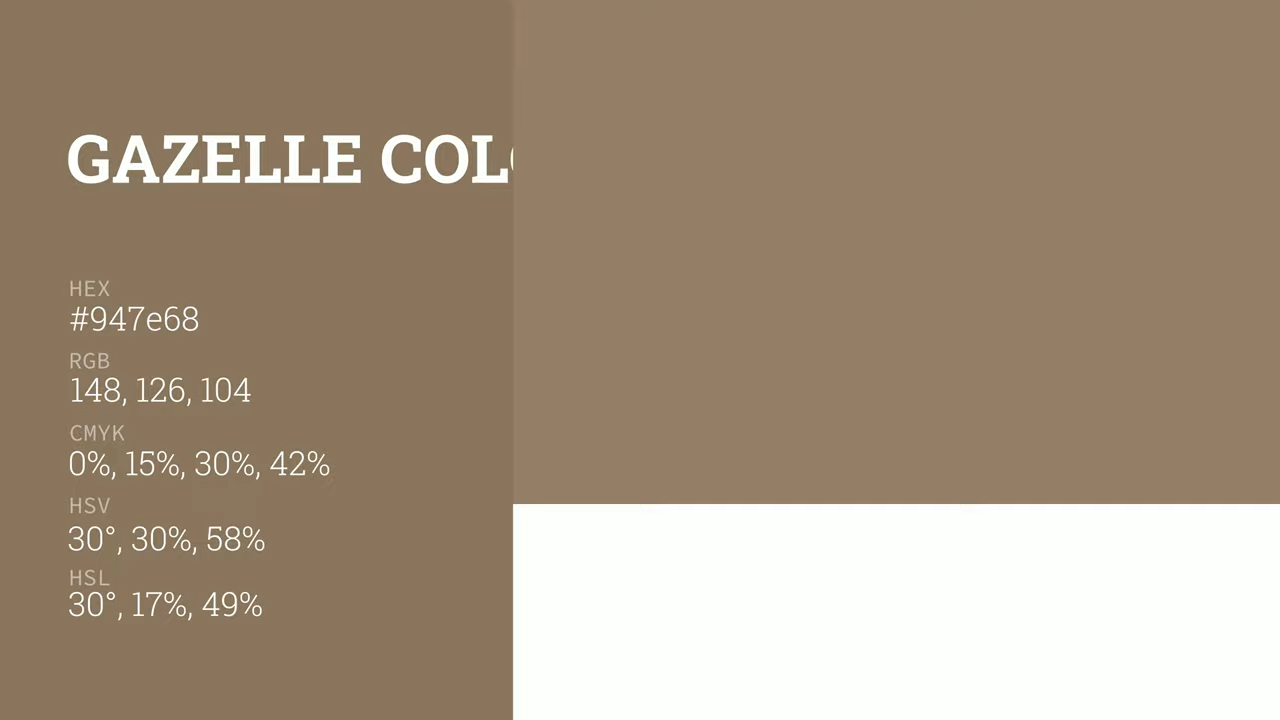 GAZELLE COL
HEX
#947e68
RGB
148, 126, 104
CMYK
0%, 15%, 30%, 42%
HSV
30°, 30%, 58%
HSL
30°, 17%, 49%